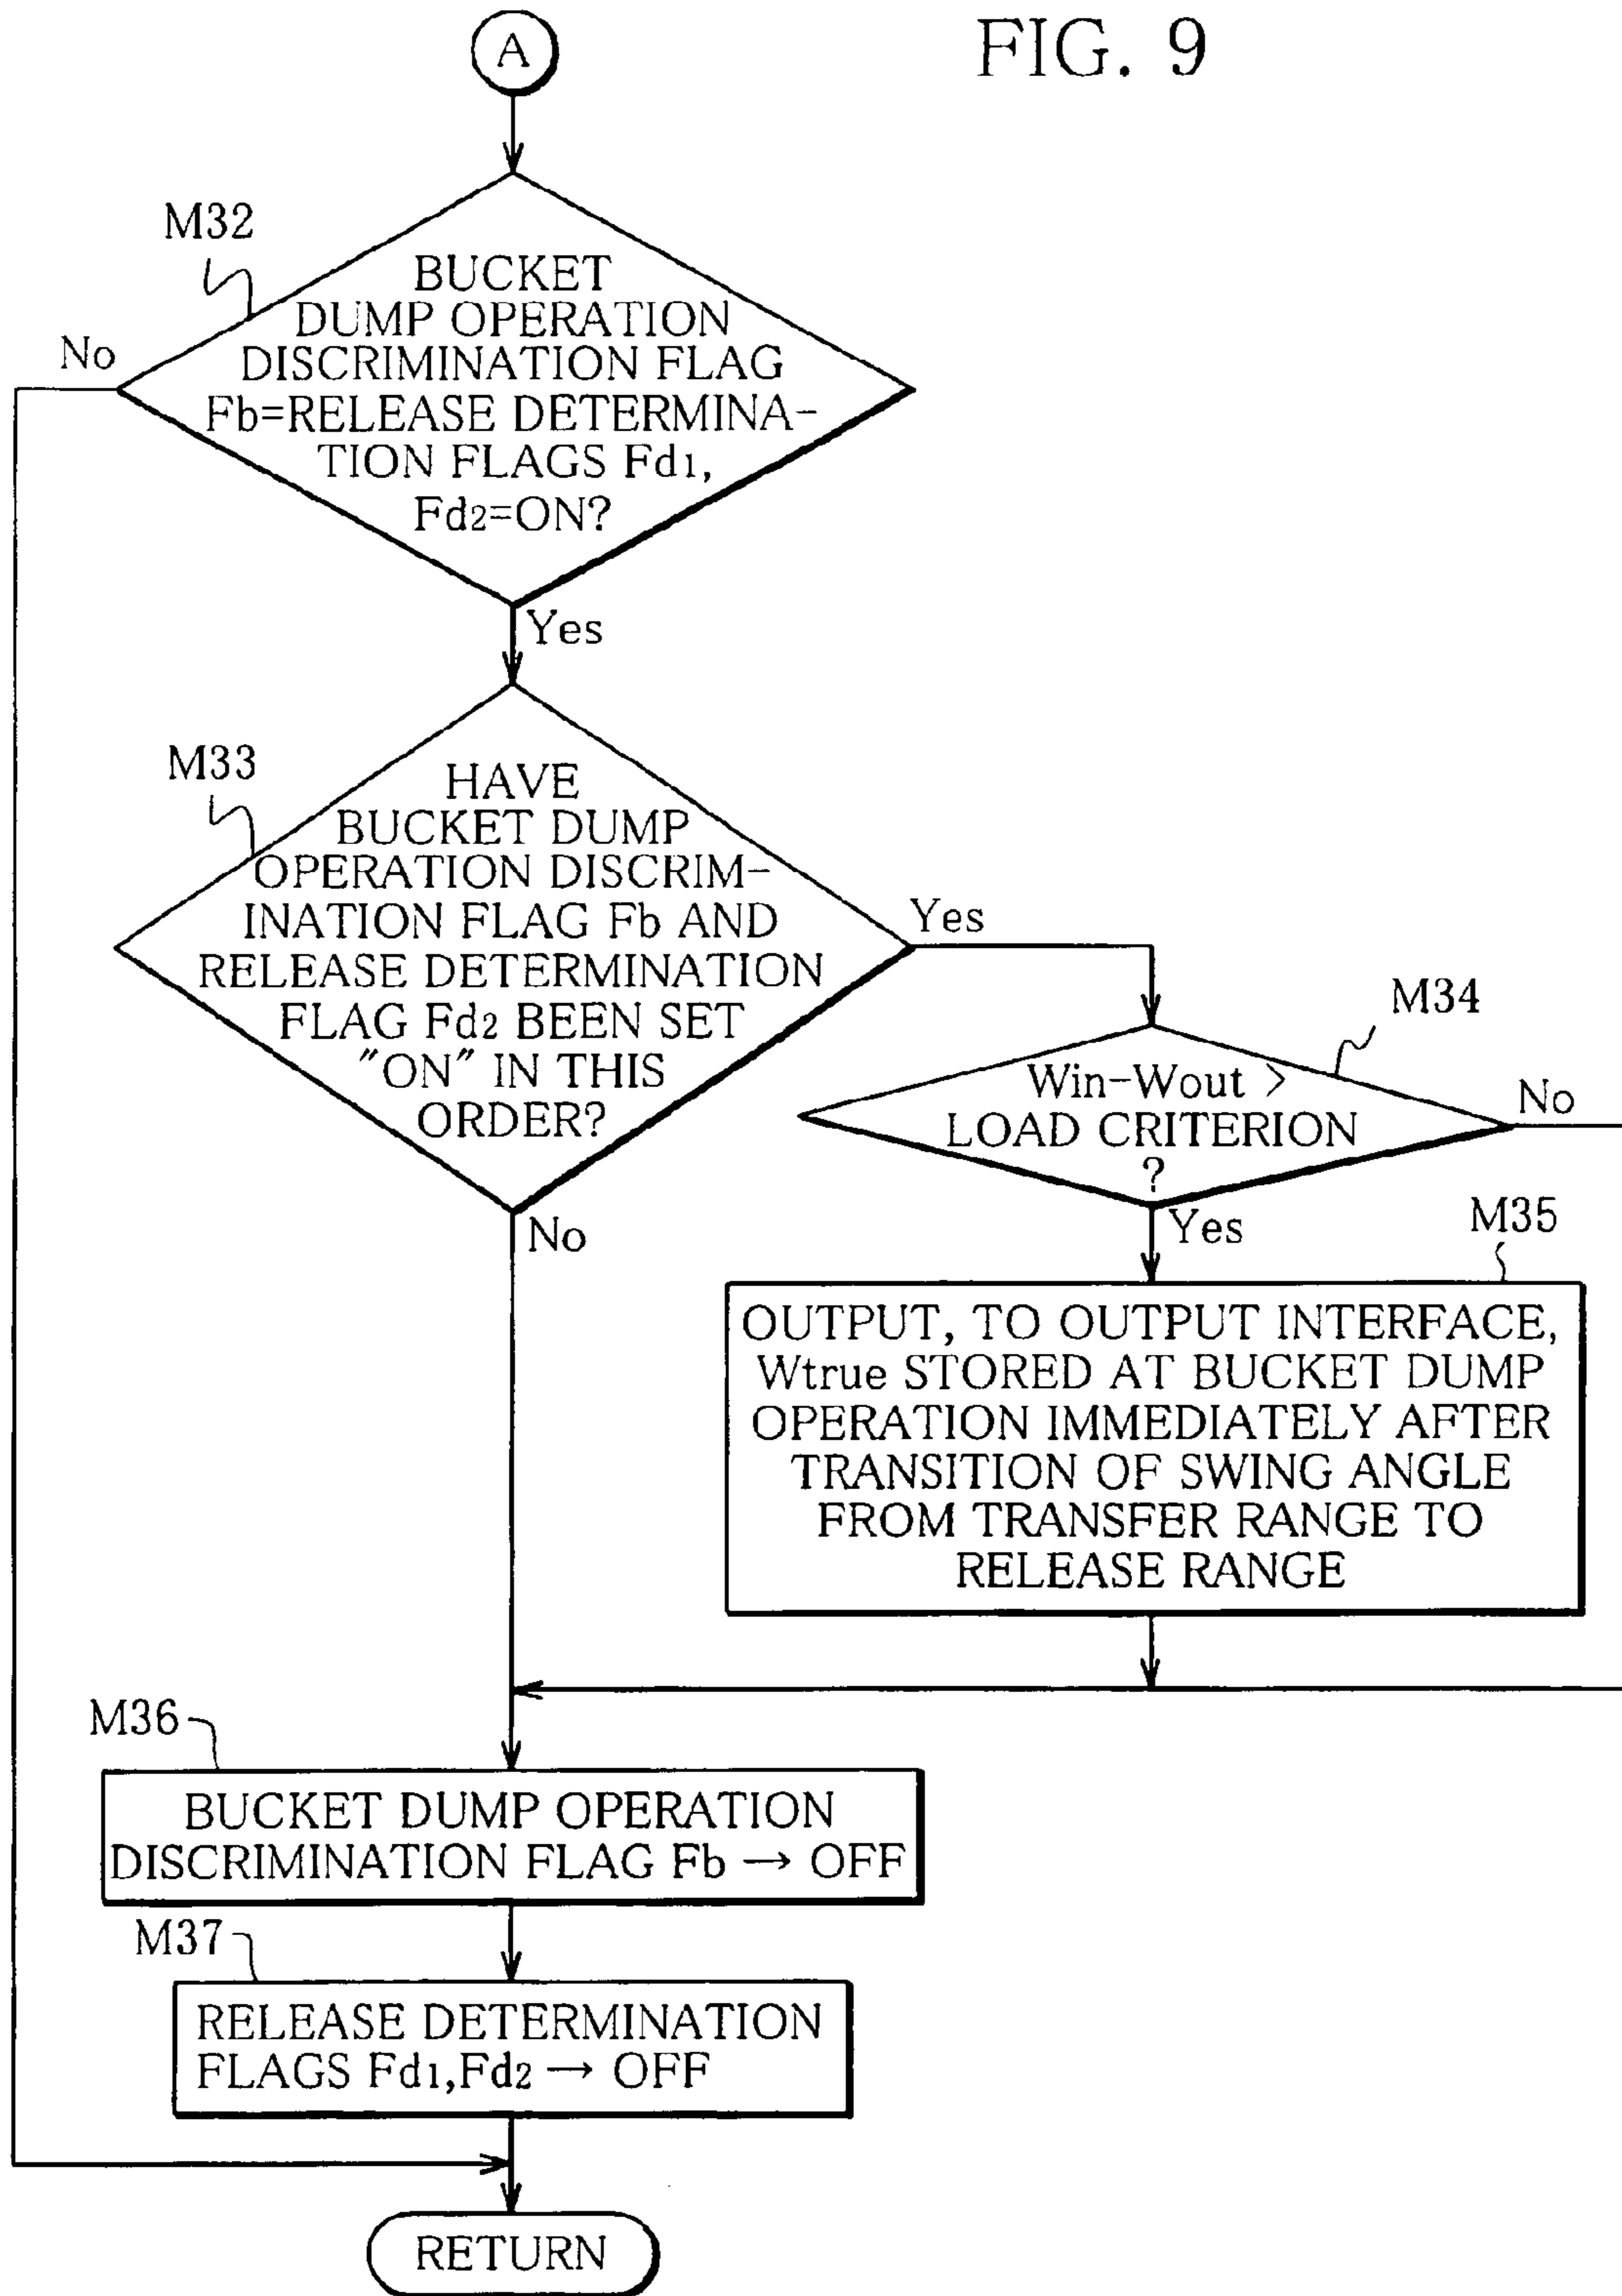 FIG. 9
A
M32
BUCKET
DUMP OPERATION
DISCRIMINATION FLAG
Fb=RELEASE DETERMINA-
TION FLAGS Fd1,
Fd2=ON?
No
Yes
M33
HAVE
BUCKET DUMP
OPERATION DISCRIM-
INATION FLAG Fb AND
RELEASE DETERMINATION
FLAG Fd2 BEEN SET
"ON" IN THIS
ORDER?
Yes
No
M34
Win-Wout >
LOAD CRITERION
?
No
Yes
M35
OUTPUT, TO OUTPUT INTERFACE,
Wtrue STORED AT BUCKET DUMP
OPERATION IMMEDIATELY AFTER
TRANSITION OF SWING ANGLE
FROM TRANSFER RANGE TO
RELEASE RANGE
M36
BUCKET DUMP OPERATION
DISCRIMINATION FLAG Fb → OFF
M37
RELEASE DETERMINATION
FLAGS Fd1,Fd2 → OFF
RETURN